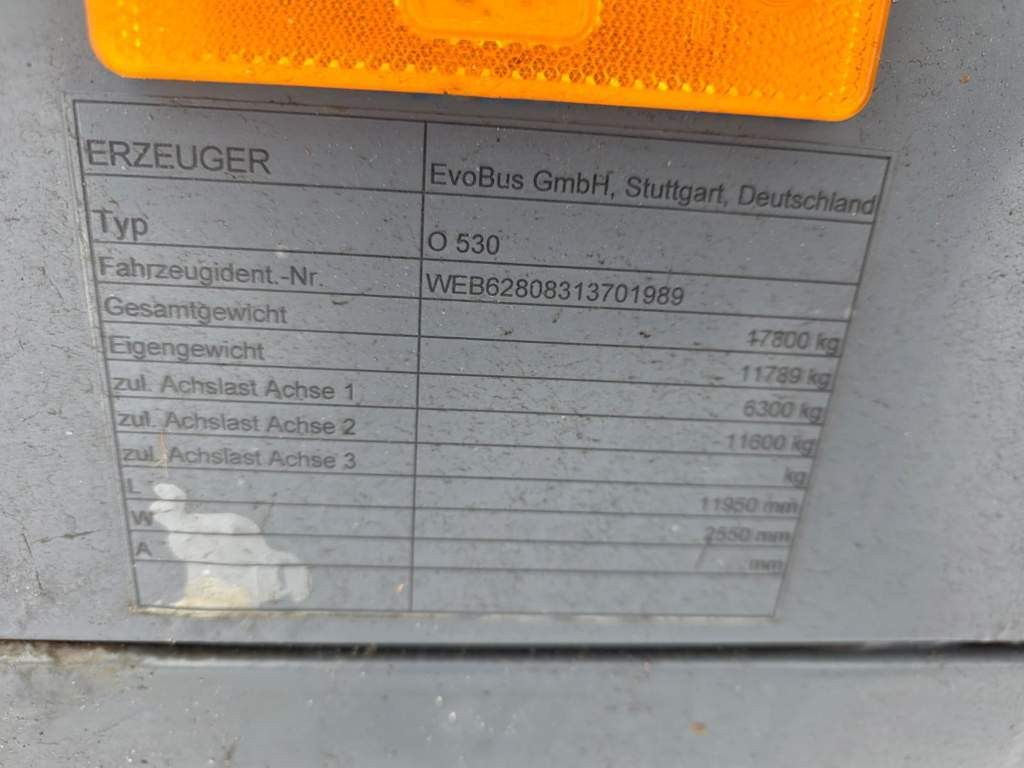 ERZEUGER EvoBus GmbH, Stuttgart, Deutschland
Typ O 530
Fahrzeugident.-Nr. WEB62808313701989
Gesamtgewicht 17800 kg
Eigengewicht 11789 kg
zul. Achslast Achse 1 6300 kg
zul. Achslast Achse 2 11600 kg
zul. Achslast Achse 3 kg
L 11950 mm
W 2550 mm
A mm